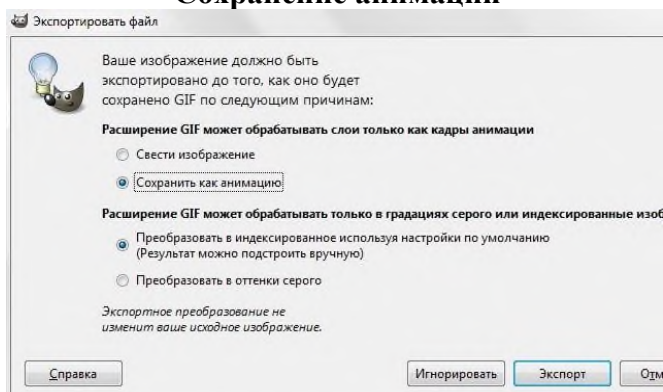 Сохранение анимации
Экспортировать файл
Ваше изображение должно быть
экспортировано до того, как оно будет
сохранено GIF по следующим причинам:
Расширение GIF может обрабатывать слои только как кадры анимации
Свести изображение
Сохранить как анимацию
Расширение GIF может обрабатывать только в градациях серого или индексированные изоб
Преобразовать в индексированное используя настройки по умолчанию
(Результат можно подстроить вручную)
Преобразовать в оттенки серого
Экспортное преобразование не
изменит ваше исходное изображение.
Справка Игнорировать Экспорт Отм